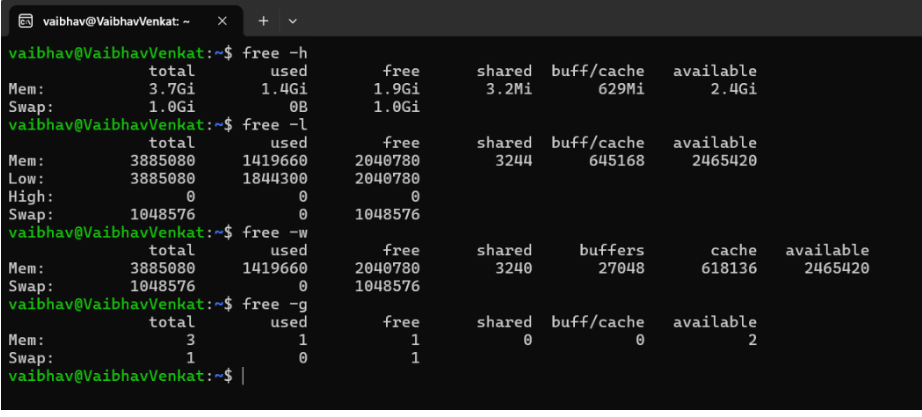 vaibhav@VaibhavVenkat: ~
vaibhav@VaibhavVenkat:~$ free -h
total used free shared buff/cache available
Mem: 3.7Gi 1.4Gi 1.9Gi 3.2Mi 629Mi 2.4Gi
Swap: 1.0Gi 0B 1.0Gi
vaibhav@VaibhavVenkat:~$ free -l
total used free shared buff/cache available
Mem: 3885080 1419660 2040780 3244 645168 2465420
Low: 3885080 1844300 2040780
High: 0 0 0
Swap: 1048576 0 1048576
vaibhav@VaibhavVenkat:~$ free -w
total used free shared buffers cache available
Mem: 3885080 1419660 2040780 3240 27048 618136 2465420
Swap: 1048576 0 1048576
vaibhav@VaibhavVenkat:~$ free -g
total used free shared buff/cache available
Mem: 3 1 1 0 0 2
Swap: 1 0 1
vaibhav@VaibhavVenkat:~$